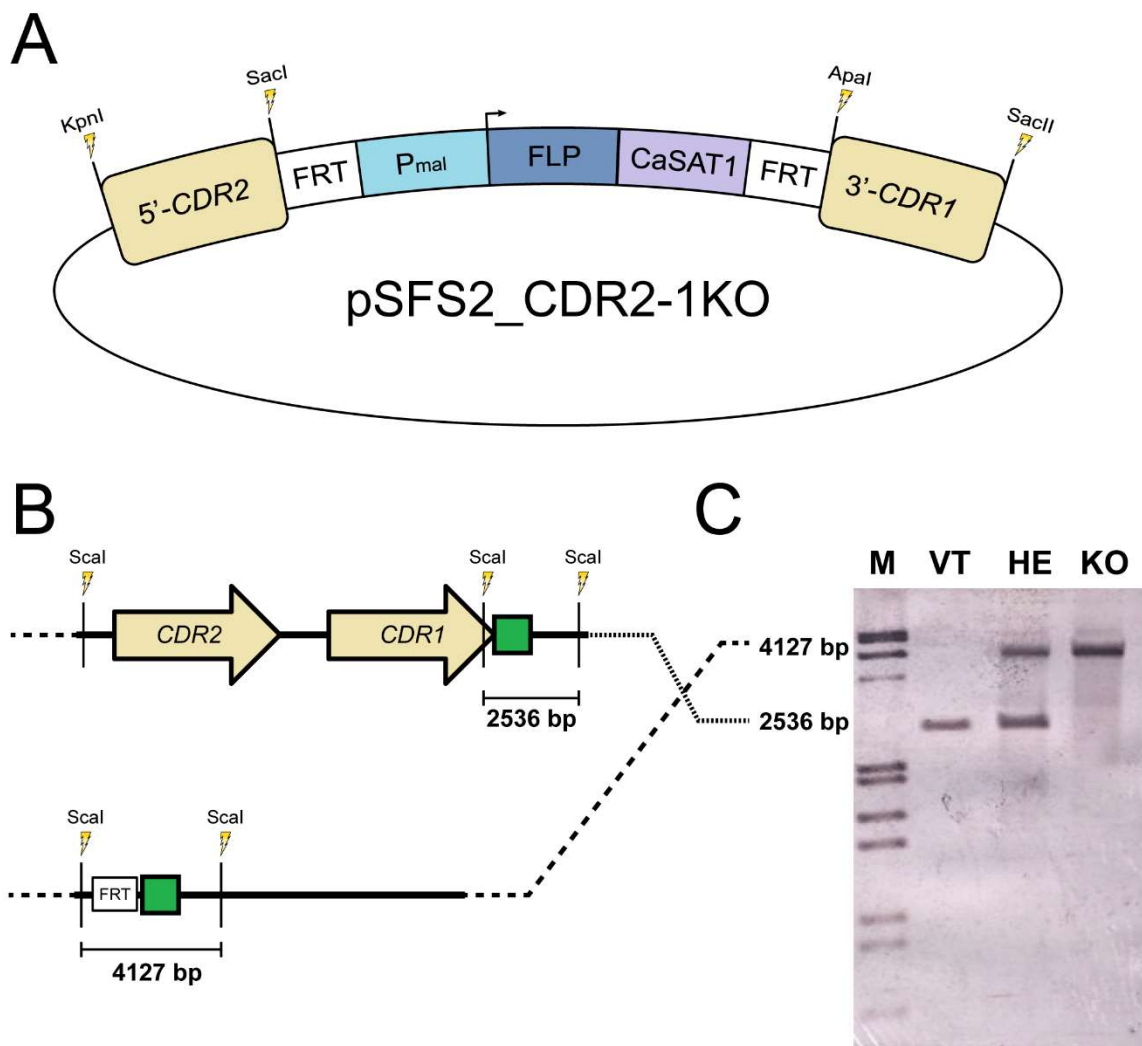 A
KpnI
SacI
ApaI
SacII
5'-CDR2
FRT
Pmal
FLP
CaSAT1
FRT
3'-CDR1
pSFS2_CDR2-1KO
B
ScaI
ScaI
ScaI
CDR2
CDR1
2536 bp
ScaI
ScaI
FRT
4127 bp
C
M VT HE KO
4127 bp
2536 bp